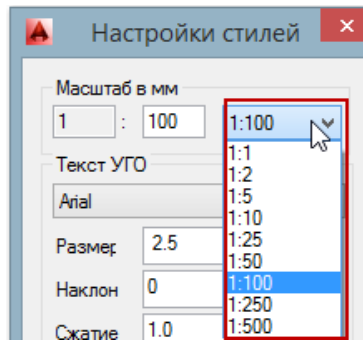 Настройки стилей
Масштаб в мм
1 : 100 1:100
1:1
1:2
1:5
1:10
1:25
1:50
1:100
1:250
1:500
Текст УГО
Arial
Размер 2.5
Наклон 0
Сжатие 1.0